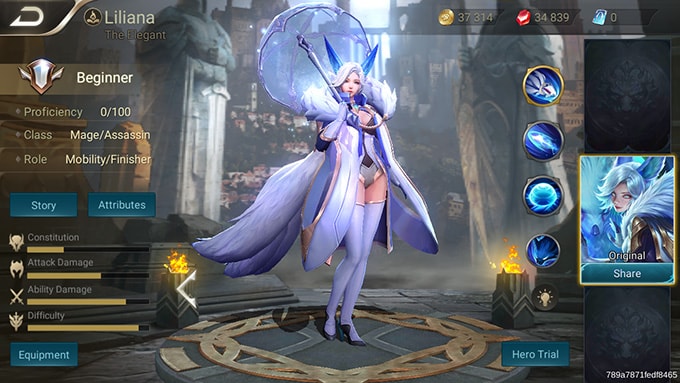 Liliana
The Elegant
37 314
34 839
0
Beginner
Proficiency 0/100
Class Mage/Assassin
Role Mobility/Finisher
Story
Attributes
Constitution
Attack Damage
Ability Damage
Difficulty
Equipment
Original
Share
Hero Trial
789a7871fedf8465